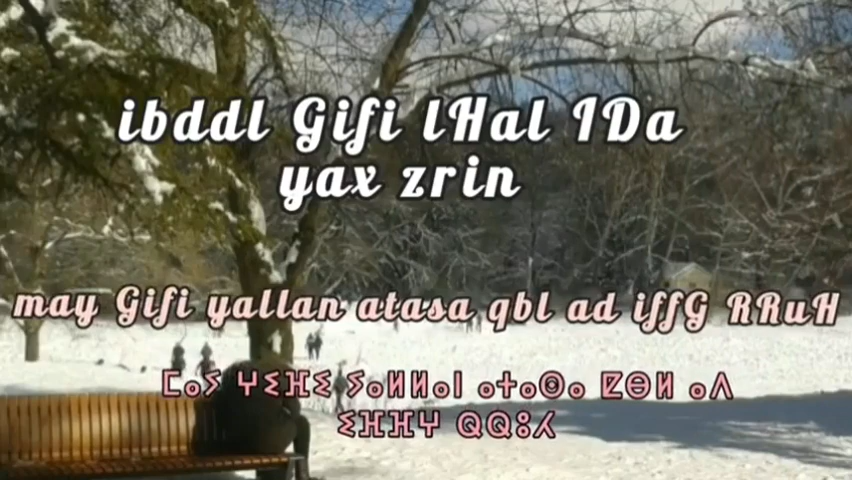 ibddl Gifi lHal IDa
yax zrin
may Gifi yallan atasa qbl ad iffG RRuH
ⵎⴰⵢ ⵖⵉⴼⵉ ⵢⴰⵍⵍⴰⵏ ⴰⵜⴰⵙⴰ ⵇⴱⵍ ⴰⴷ
ⵉⴼⴼⵖ ⵕⵕⵓⵃ